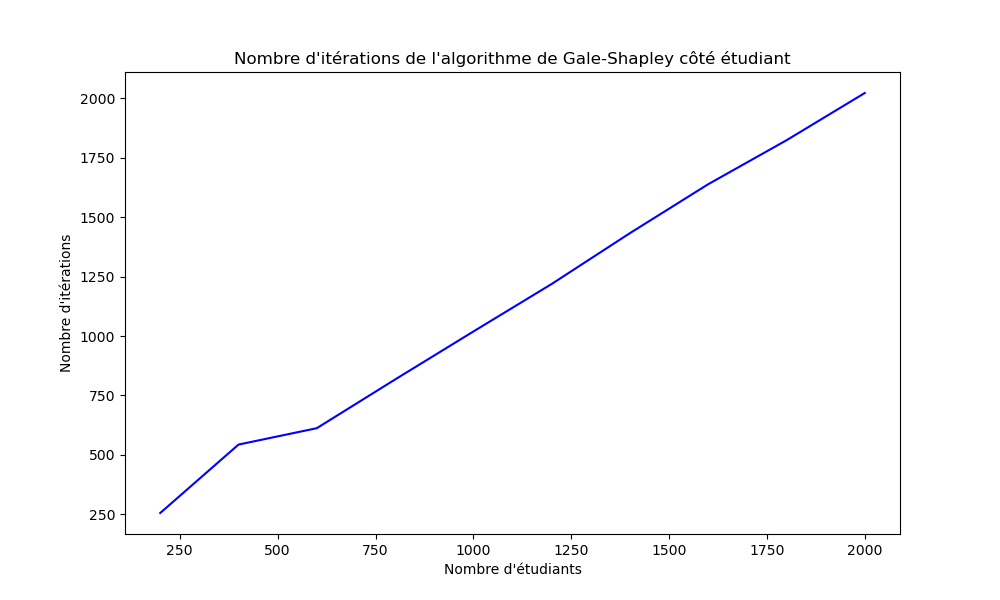 Nombre d'itérations de l'algorithme de Gale-Shapley côté étudiant
2000
1750
1500
1250
1000
750
500
250
Nombre d'itérations
250 500 750 1000 1250 1500 1750 2000
Nombre d'étudiants